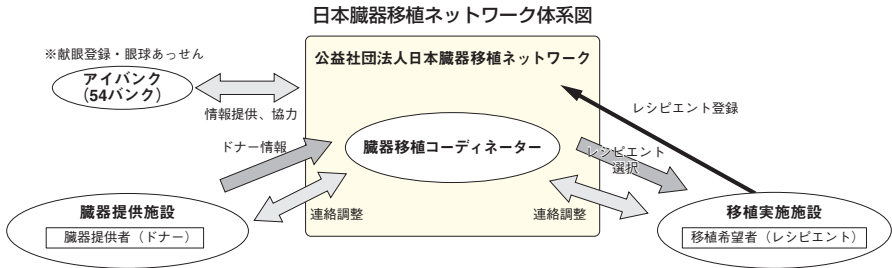 日本臓器移植ネットワーク体系図
※献眼登録・眼球あっせん
アイバンク
(54バンク)
情報提供、協力
公益社団法人日本臓器移植ネットワーク
レシピエント登録
ドナー情報
臓器移植コーディネーター
レシピエント
選択
連絡調整
連絡調整
臓器提供施設
臓器提供者（ドナー）
移植実施施設
移植希望者（レシピエント）